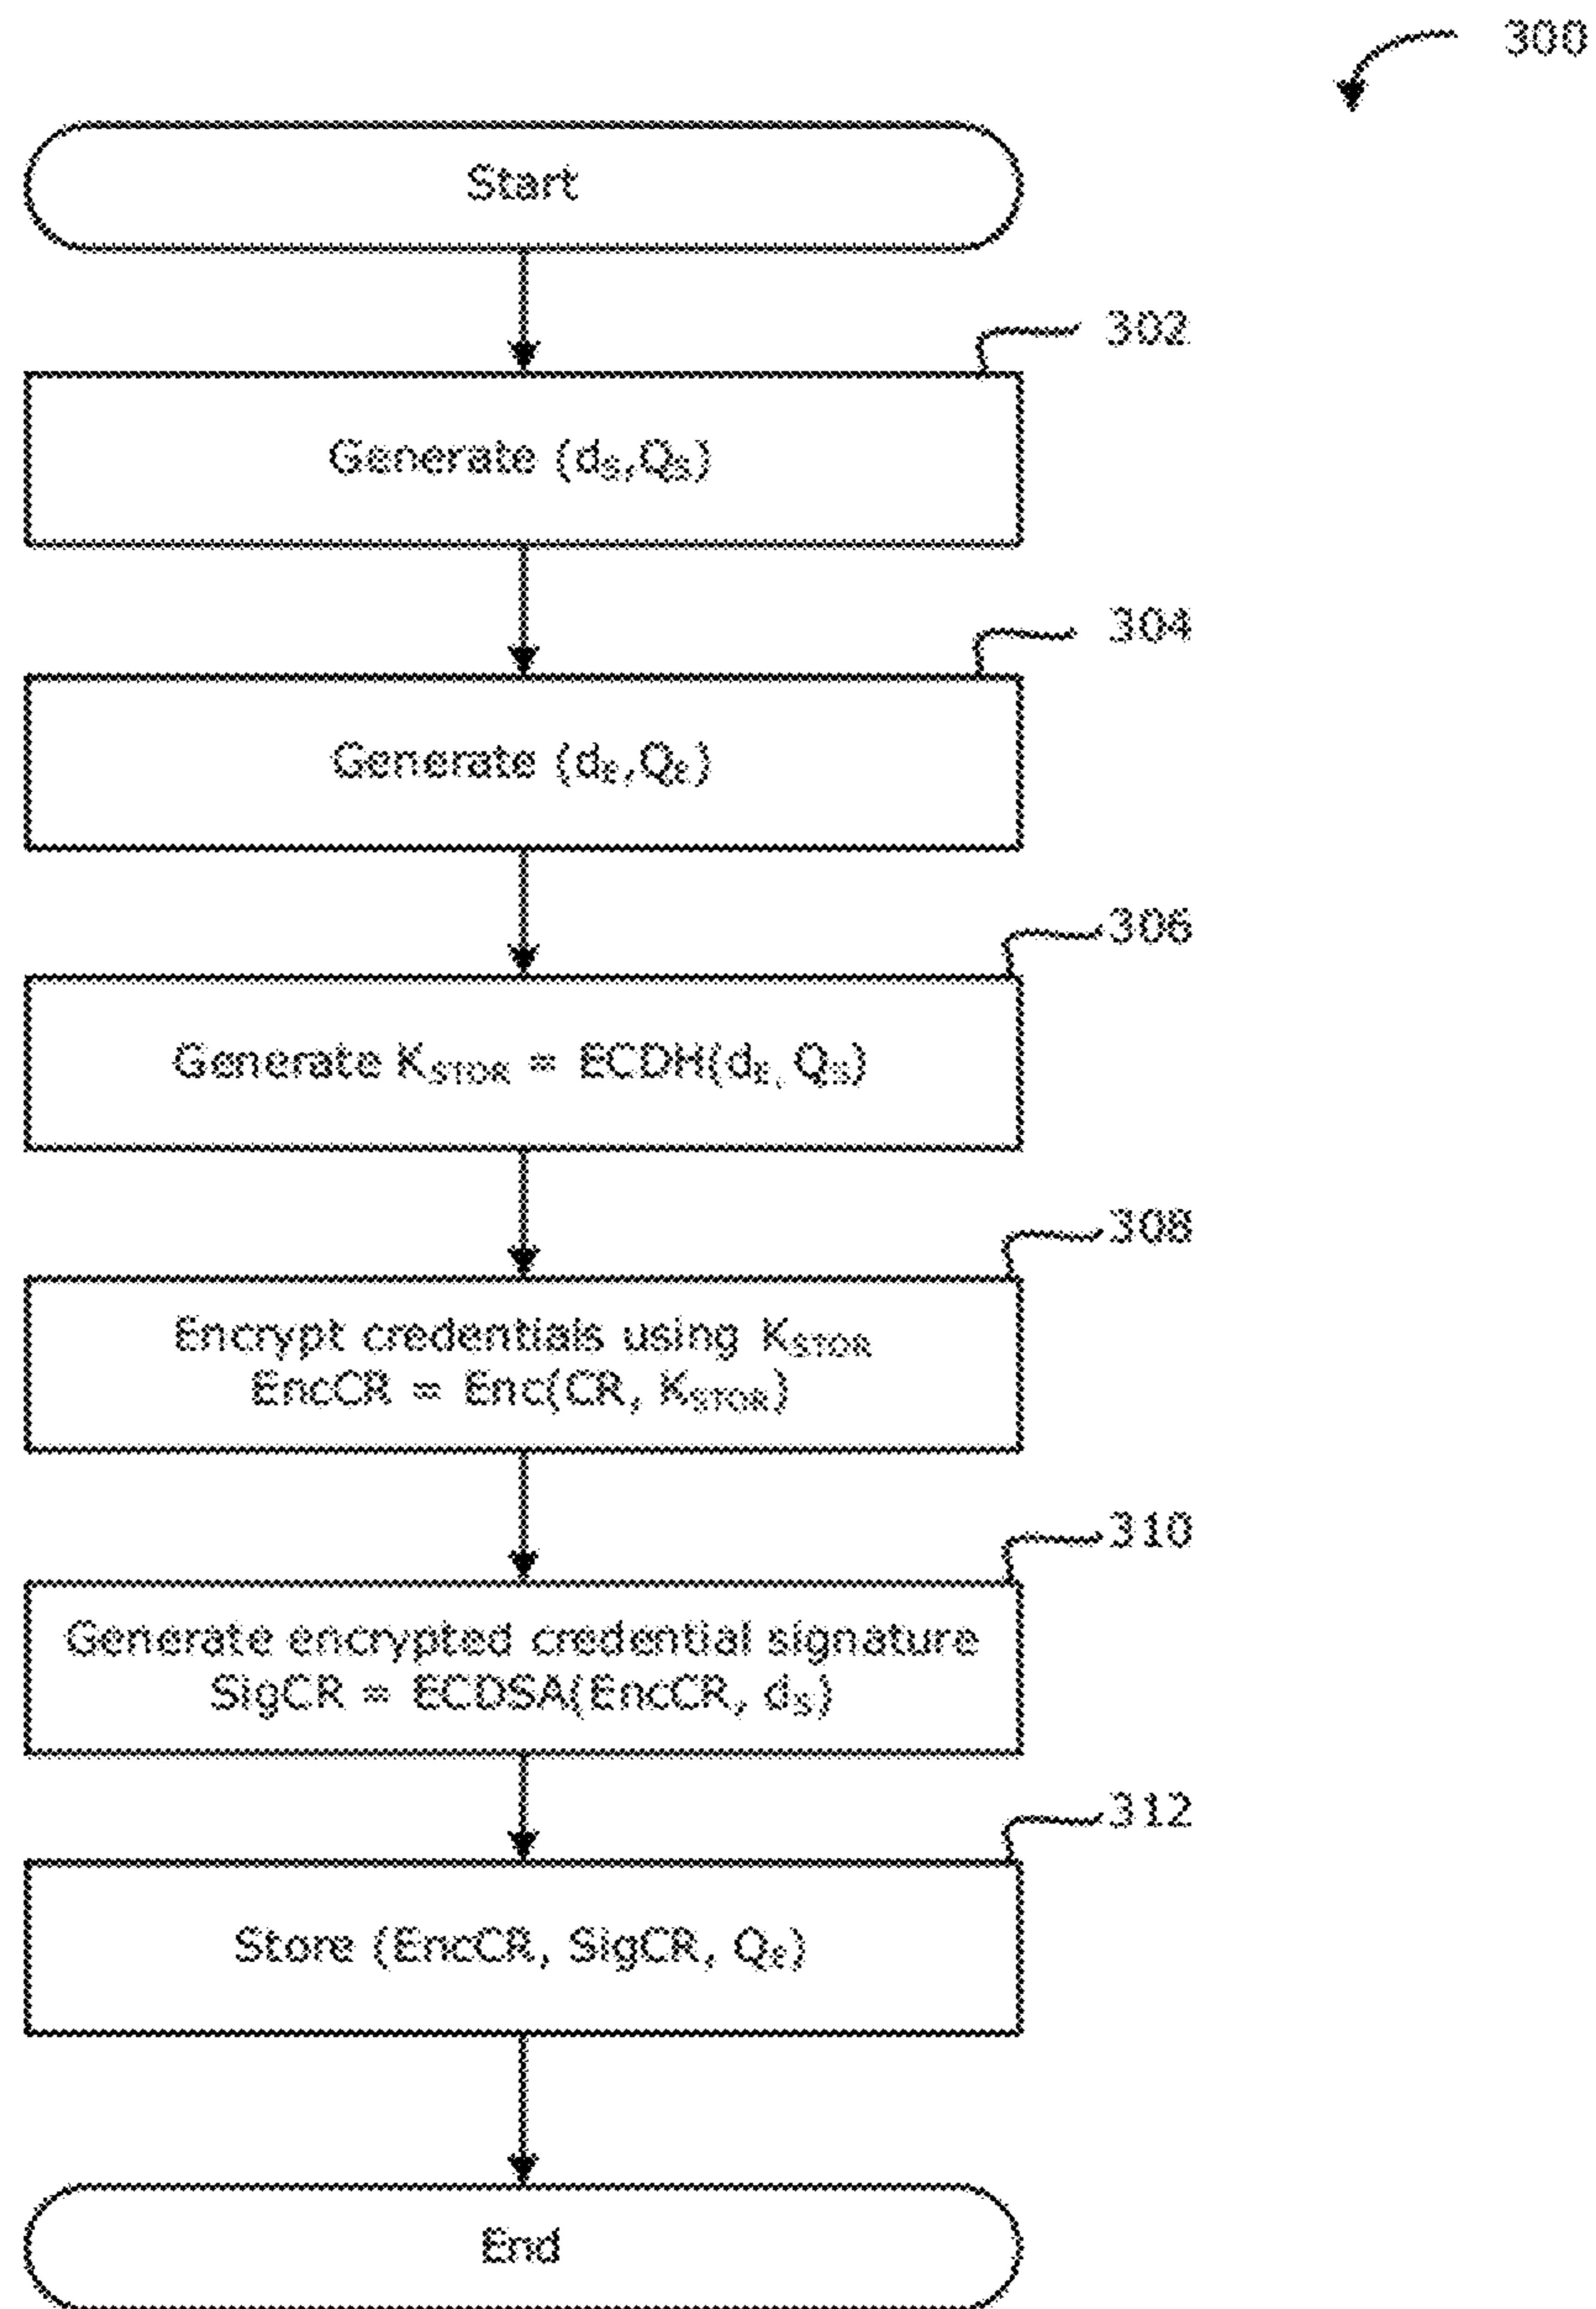 300
Start
302
Generate (dS,QS)
304
Generate (dE,QE)
306
Generate KSTOR = ECDH(dE, QS)
308
Encrypt credentials using KSTOR
EncCR = Enc(CR, KSTOR)
310
Generate encrypted credential signature
SigCR = ECDSA(EncCR, dS)
312
Store (EncCR, SigCR, QE)
End